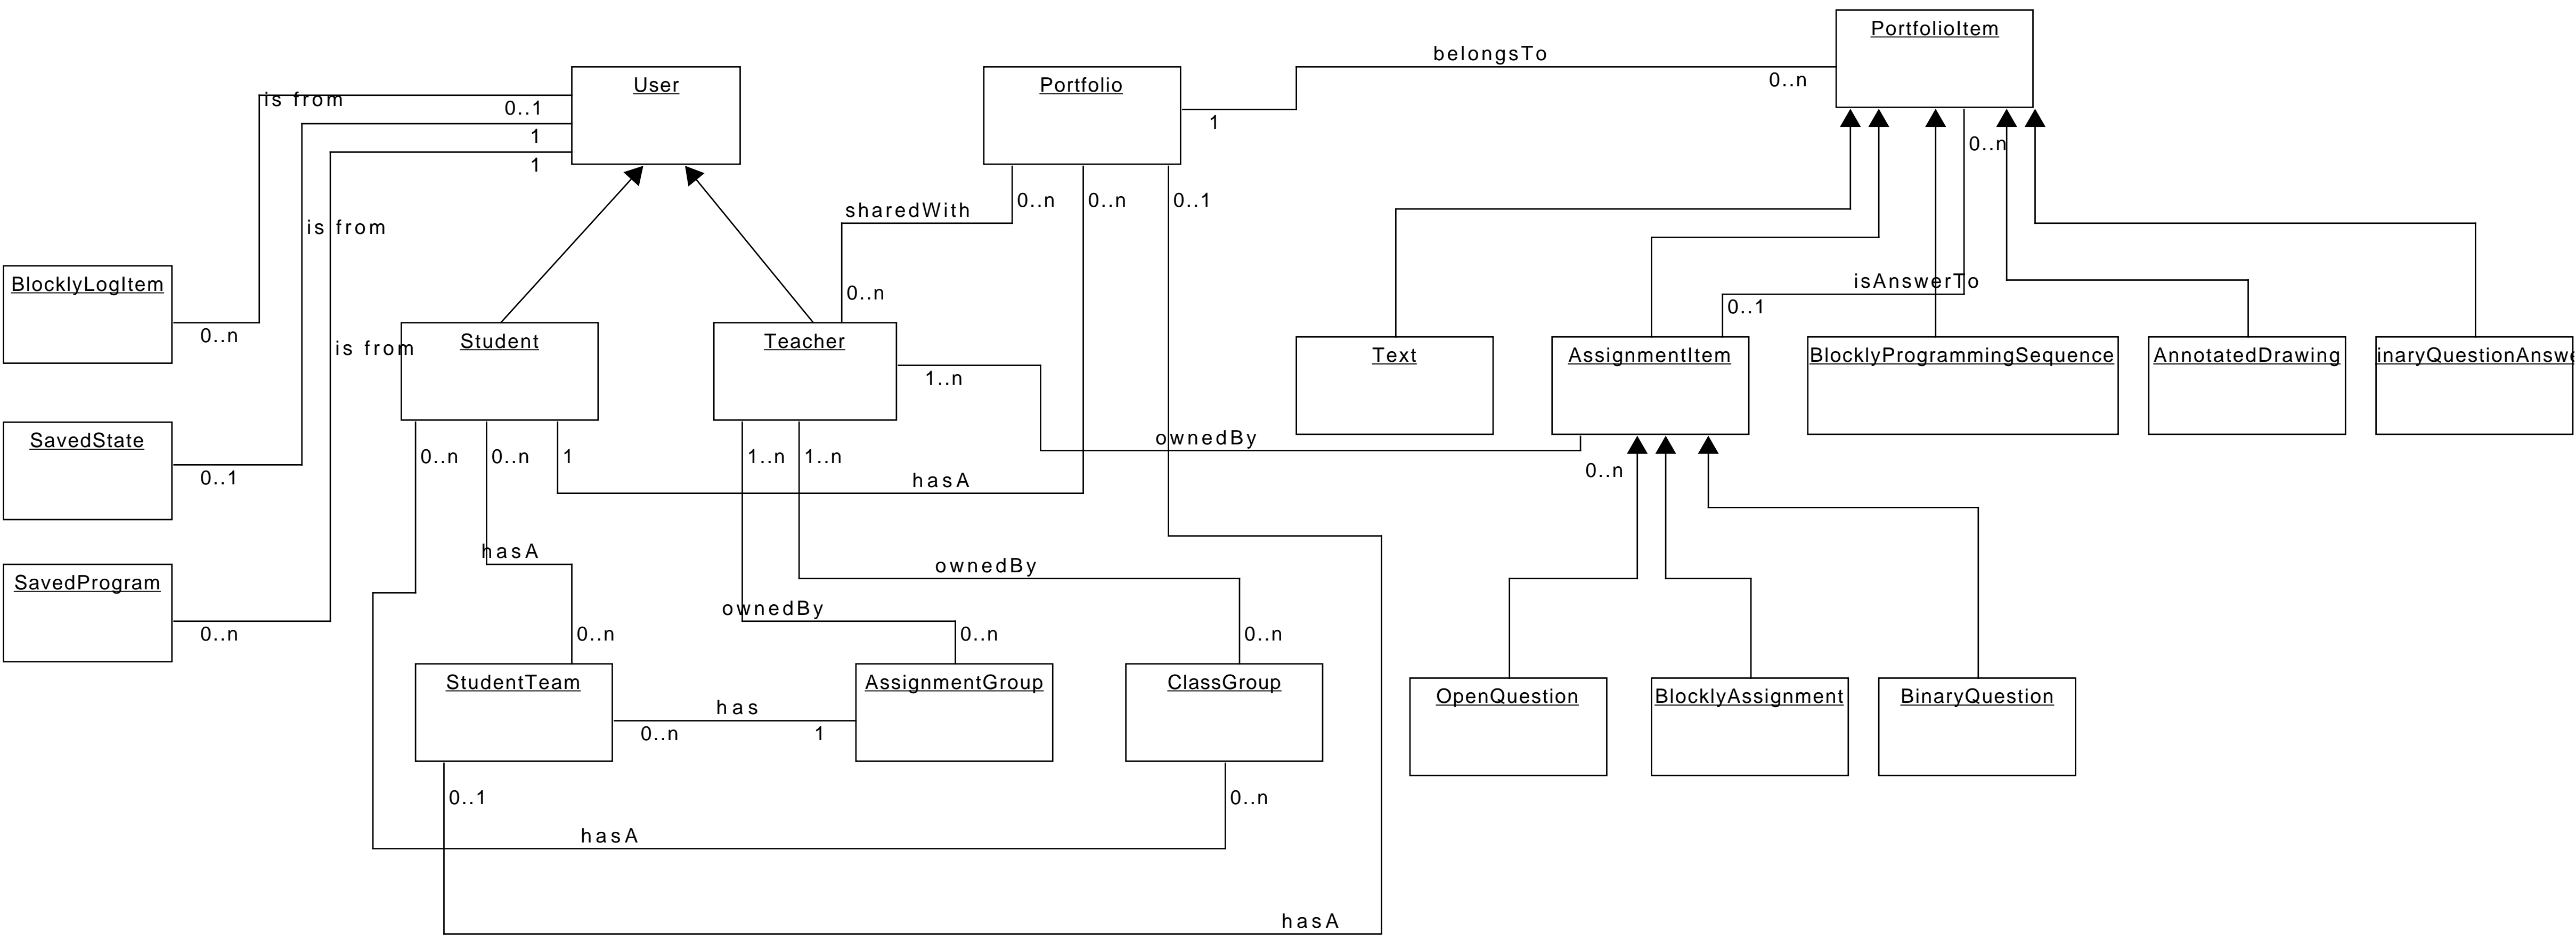 PortfolioItem
belongsTo
0..n
User
Portfolio
is from
0..1
1
1
1
0..n
0..n
0..n
0..1
sharedWith
is from
BlocklyLogItem
isAnswerTo
0..n
0..1
0..n
is from
Student
Teacher
Text
AssignmentItem
BlocklyProgrammingSequence
AnnotatedDrawing
inaryQuestionAnswe
1..n
SavedState
ownedBy
0..n
0..n
1
1..n
1..n
0..n
0..1
hasA
hasA
ownedBy
SavedProgram
ownedBy
0..n
0..n
0..n
0..n
StudentTeam
AssignmentGroup
ClassGroup
OpenQuestion
BlocklyAssignment
BinaryQuestion
has
0..n
1
0..1
0..n
hasA
hasA